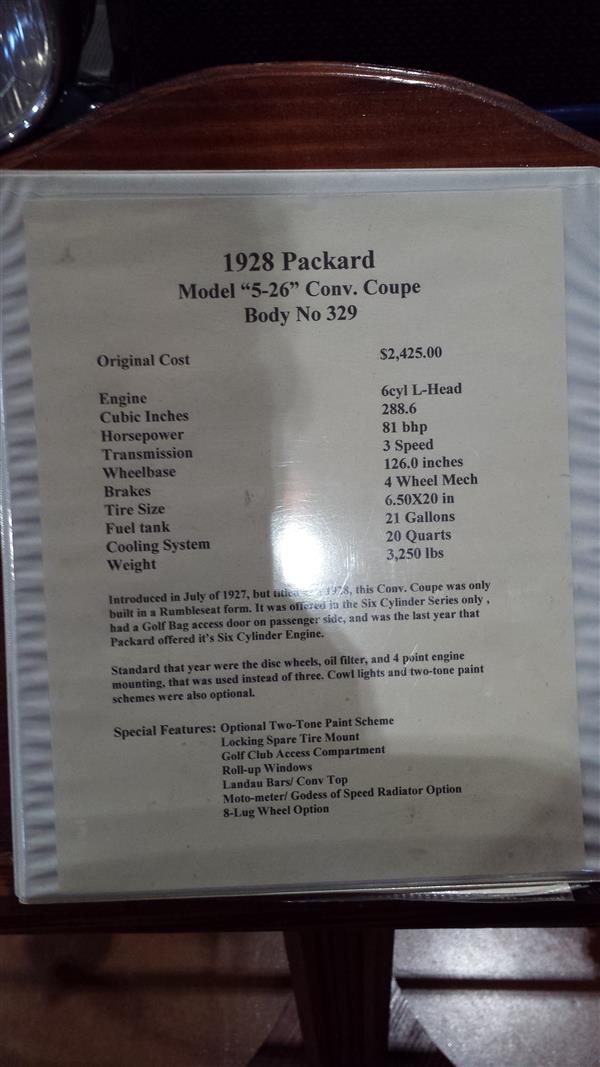 1928 Packard
Model “5-26” Conv. Coupe
Body No 329
Original Cost $2,425.00
Engine 6cyl L-Head
Cubic Inches 288.6
Horsepower 81 bhp
Transmission 3 Speed
Wheelbase 126.0 inches
Brakes 4 Wheel Mech
Tire Size 6.50X20 in
Fuel tank 21 Gallons
Cooling System 20 Quarts
Weight 3,250 lbs
Introduced in July of 1927, but titled 1928, this Conv. Coupe was only
built in a Rumbleseat form. It was offered in the Six Cylinder Series only ,
had a Golf Bag access door on passenger side, and was the last year that
Packard offered it’s Six Cylinder Engine.
Standard that year were the disc wheels, oil filter, and 4 point engine
mounting, that was used instead of three. Cowl lights and two-tone paint
schemes were also optional.
Special Features: Optional Two-Tone Paint Scheme
Locking Spare Tire Mount
Golf Club Access Compartment
Roll-up Windows
Landau Bars/ Conv Top
Moto-meter/ Godess of Speed Radiator Option
8-Lug Wheel Option